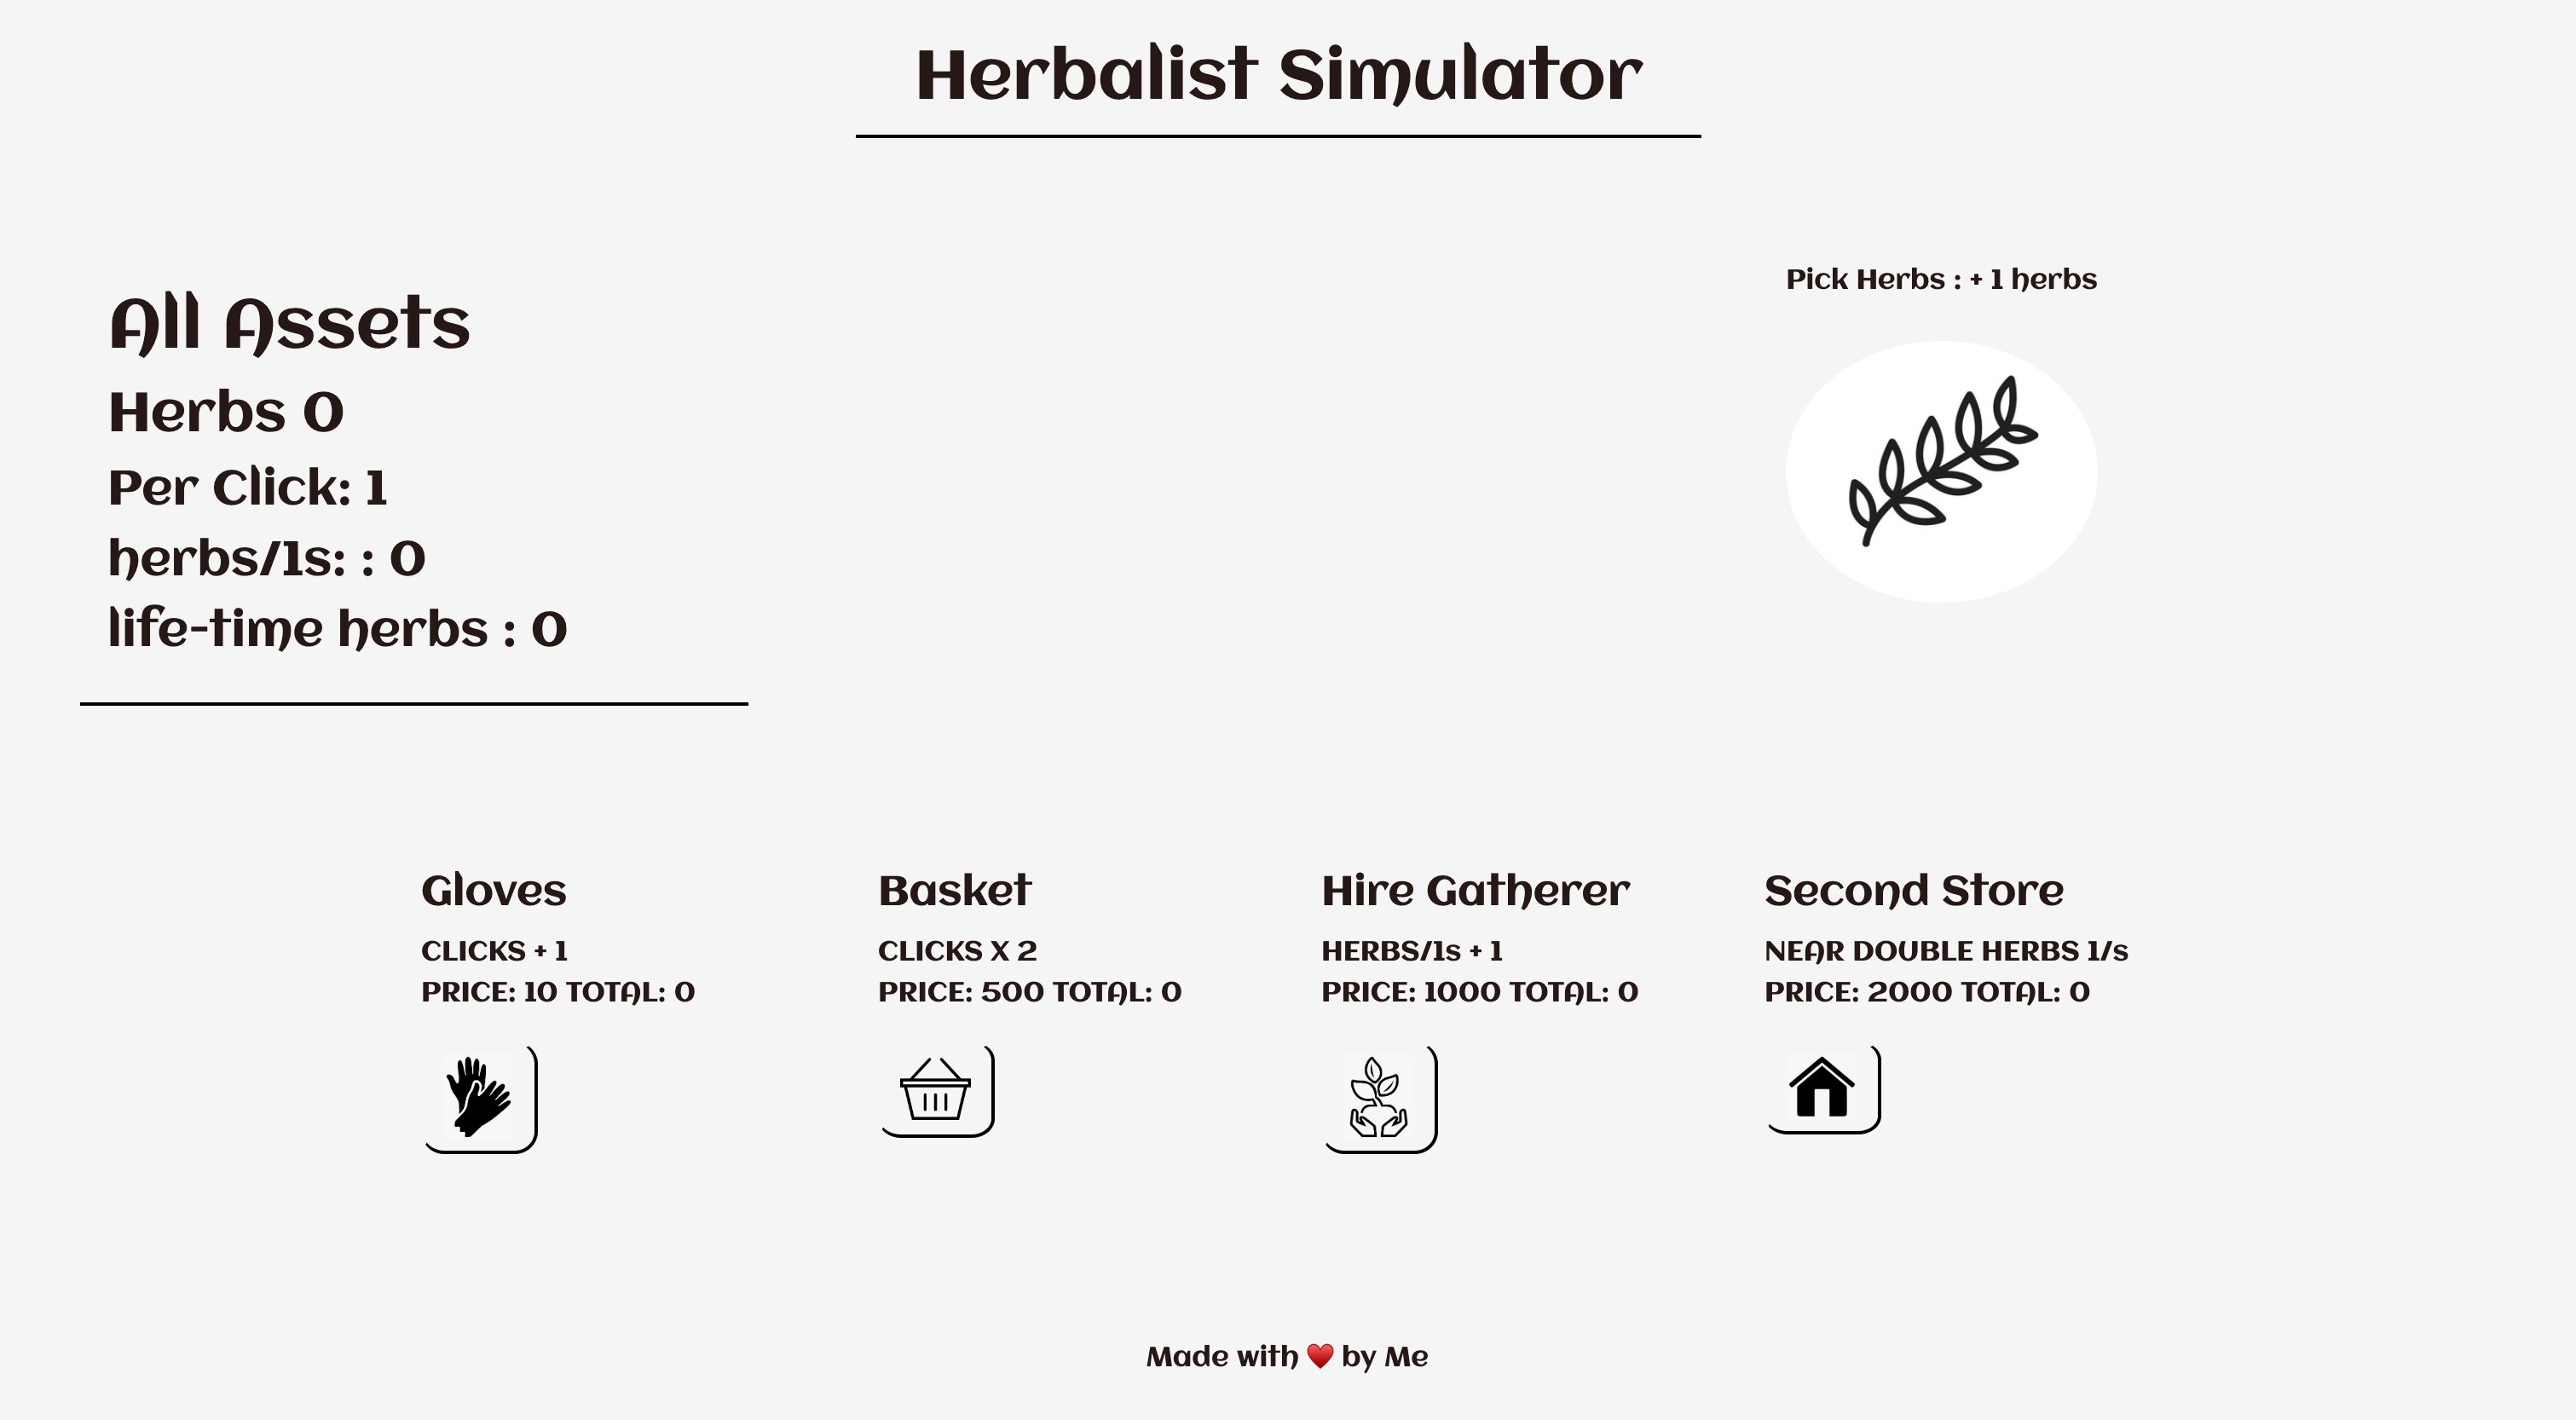 Herbalist Simulator
Pick Herbs : + 1 herbs
All Assets
Herbs 0
Per Click: 1
herbs/1s: : 0
life-time herbs : 0
Gloves
CLICKS + 1
PRICE: 10 TOTAL: 0
Basket
CLICKS X 2
PRICE: 500 TOTAL: 0
Hire Gatherer
HERBS/1s + 1
PRICE: 1000 TOTAL: 0
Second Store
NEAR DOUBLE HERBS 1/s
PRICE: 2000 TOTAL: 0
Made with ♥️ by Me